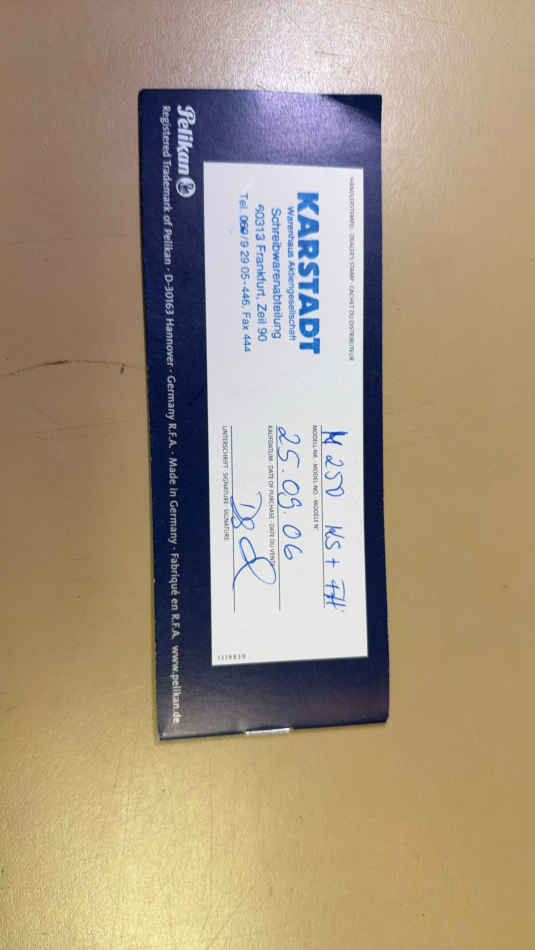 HÄNDLERSTEMPEL · DEALER'S STAMP · CACHET DU DISTRIBUTEUR
KARSTADT
Warenhaus Aktiengesellschaft
Schreibwarenabteilung
60313 Frankfurt, Zeil 90
Tel. 069/9 29 05-446, Fax 444
M 250 KS + FH
MODELL-NR. · MODEL NO. · MODÈLE N°.
25.09.06
KAUFDATUM · DATE OF PURCHASE · DATE DU VENTE
UNTERSCHRIFT · SIGNATURE · SIGNATURE
Pelikan
Registered Trademark of Pelikan · D-30163 Hannover · Germany R.F.A. · Made in Germany · Fabriqué en R.F.A. www.pelikan.de